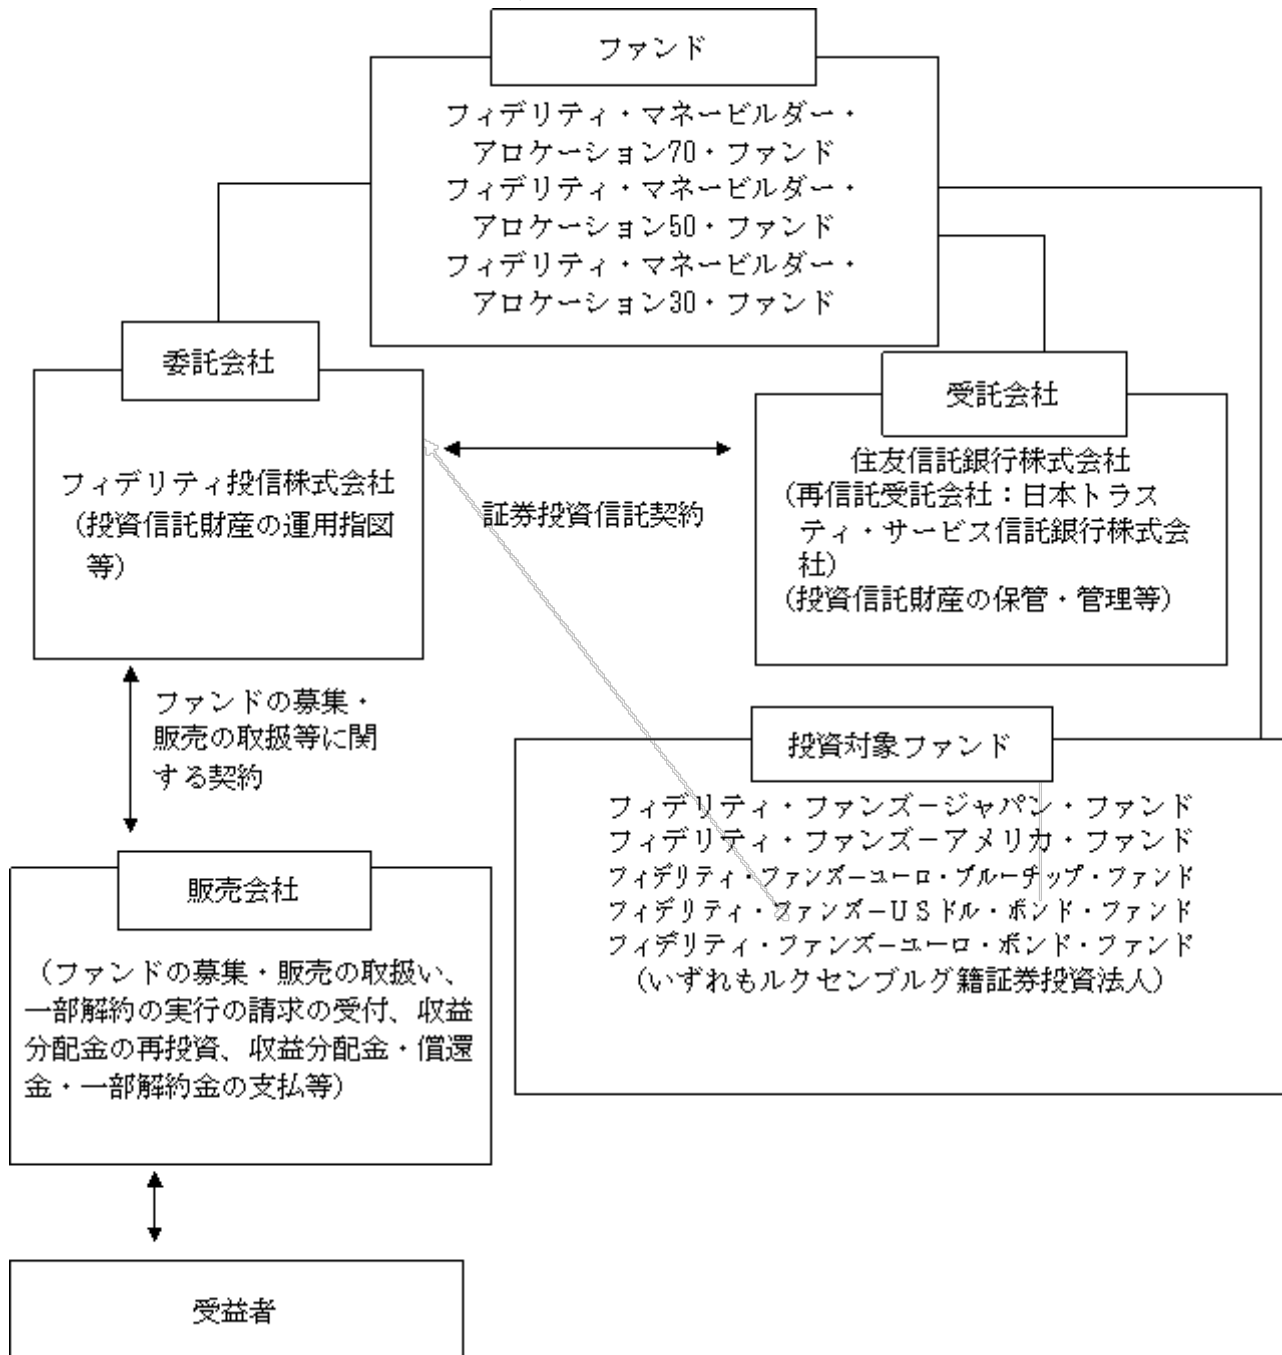 ファンド
フィデリティ・マネービルダー・
アロケーション70・ファンド
フィデリティ・マネービルダー・
アロケーション50・ファンド
フィデリティ・マネービルダー・
アロケーション30・ファンド
委託会社
フィデリティ投信株式会社
（投資信託財産の運用指図
等）
証券投資信託契約
受託会社
住友信託銀行株式会社
（再信託受託会社：日本トラス
ティ・サービス信託銀行株式会
社）
（投資信託財産の保管・管理等）
ファンドの募集・
販売の取扱等に関
する契約
投資対象ファンド
フィデリティ・ファンズ－ジャパン・ファンド
フィデリティ・ファンズ－アメリカ・ファンド
フィデリティ・ファンズ－ユーロ・ブルーチップ・ファンド
フィデリティ・ファンズ－ＵＳドル・ボンド・ファンド
フィデリティ・ファンズ－ユーロ・ボンド・ファンド
（いずれもルクセンブルグ籍証券投資法人）
販売会社
（ファンドの募集・販売の取扱い、
一部解約の実行の請求の受付、収益
分配金の再投資、収益分配金・償還
金・一部解約金の支払等）
受益者